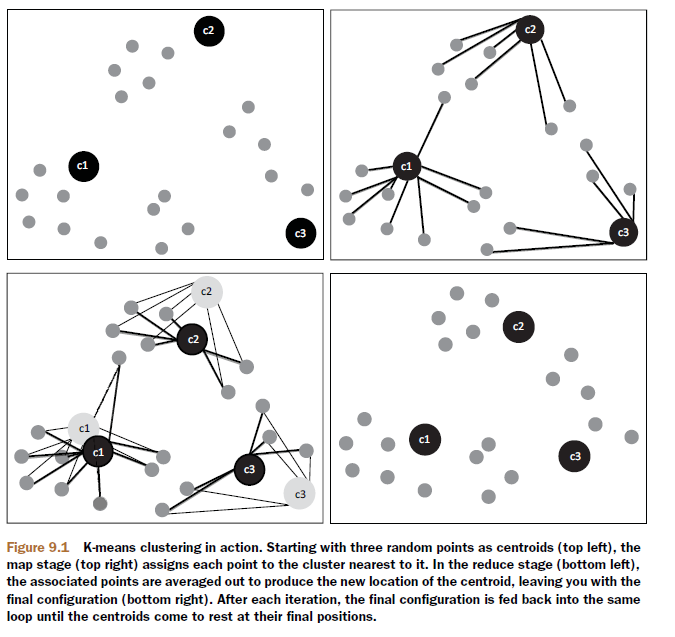 c2
c1
c3
c2
c1
c3
c2
c2
c1
c1
c3
c3
c2
c1
c3
Figure 9.1 K-means clustering in action. Starting with three random points as centroids (top left), the
map stage (top right) assigns each point to the cluster nearest to it. In the reduce stage (bottom left),
the associated points are averaged out to produce the new location of the centroid, leaving you with the
final configuration (bottom right). After each iteration, the final configuration is fed back into the same
loop until the centroids come to rest at their final positions.